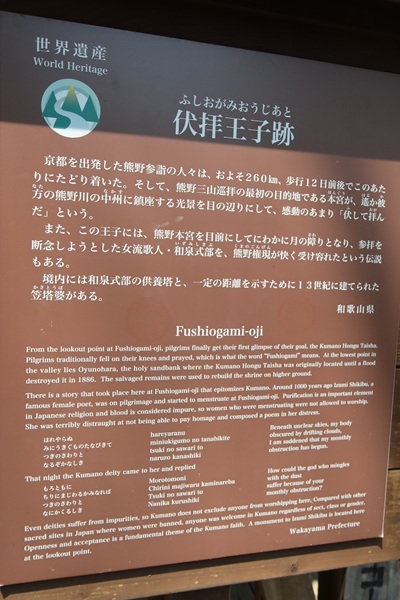 世界遺産
World Heritage
ふしおがみおうじあと
伏拝王子跡
京都を出発した熊野参詣の人々は、およそ260km、歩行12日前後でこのあた
りにたどり着いた。そして、熊野三山巡拝の最初の目的地である本宮が、遥か彼
方の熊野川の中州に鎮座する光景を目の辺りにして、感動のあまり「伏して拝ん
だ」という。
また、この王子には、熊野本宮を目前にしてにわかに月の障りとなり、参拝を
断念しようとした女流歌人・和泉式部を、熊野権現が快く受け容れたという伝説
もある。
境内には和泉式部の供養塔と、一定の距離を示すために13世紀に建てられた
笠塔婆がある。
和歌山県
Fushiogami-oji
From the lookout point at Fushiogami-oji, pilgrims finally get their first glimpse of their goal, the Kumano Hongu Taisha.
Pilgrims traditionally fell on their knees and prayed, which is what the word "Fushiogami" means. At the lowest point in
the valley lies Oyunohara, the holy sandbank where the Kumano Hongu Taisha was originally located until a flood
destroyed it in 1886. The salvaged remains were used to rebuild the shrine on higher ground.
There is a story that took place here at Fushiogami-oji that epitomizes Kumano. Around 1000 years ago Izumi Shikibu, a
famous female poet, was on pilgrimage and started to menstruate at Fushiogami-oji. Purification is an important element
in Japanese religion and blood is considered impure, so women who were menstruating were not allowed to worship.
She was terribly distraught at not being able to pay homage and composed a poem in her distress.
はれやらぬ hareyaranu Beneath unclear skies, my body
みにうきぐものたなびきて miniukigumo no tanabikite obscured by drifting clouds,
つきのさわりと tsuki no sawari to I am saddened that my monthly
なるぞかなしき naruzo kanashiki obstruction has begun.
That night the Kumano deity came to her and replied
もろともに Morotomoni How could the god who mingles
ちりにまじわるかみなれば Chirini majiwaru kaminareba with the dust
つきのさわりと Tsuki no sawari to suffer because of your
なにかくるしき Nanika kurushiki monthly obstruction?
Even deities suffer from impurities, so Kumano does not exclude anyone from worshipping here. Compared with other
sacred sites in Japan where women were banned, anyone was welcome in Kumano regardless of sect, class or gender.
Openness and acceptance is a fundamental theme of the Kumano faith. A monument to Izumi Shikibu is located here
at the lookout point.
Wakayama Prefecture